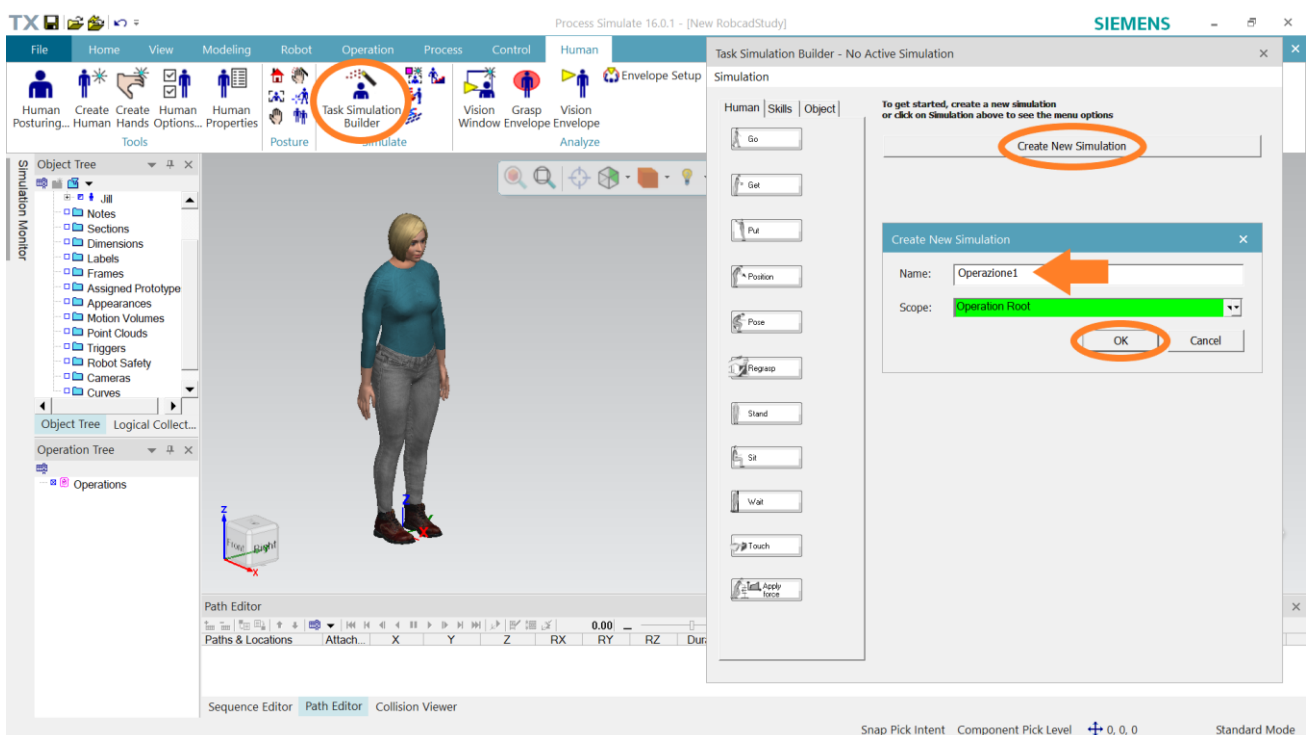 TX
Process Simulate 16.0.1 - [New RobcadStudy]
SIEMENS
File Home View Modeling Robot Operation Process Control Human
Human Posturing...
Create Human
Create Hands
Human Options...
Human Properties
Task Simulation Builder
Vision Window
Grasp Envelope
Vision Envelope
Envelope Setup
Tools Posture Simulate Analyze
Simulation Monitor
Object Tree
Jill
Notes
Sections
Dimensions
Labels
Frames
Assigned Prototype
Appearances
Motion Volumes
Point Clouds
Triggers
Robot Safety
Cameras
Curves
Object Tree Logical Collect...
Operation Tree
Operations
Z
Front Right
X
Z
Y
X
Path Editor
0.00
Paths & Locations Attach... X Y Z RX RY RZ Dur
Sequence Editor Path Editor Collision Viewer
Task Simulation Builder - No Active Simulation
Simulation
Human Skills Object
Go
Get
Put
Position
Pose
Regrasp
Stand
Sit
Wait
Touch
Apply force
To get started, create a new simulation
or click on Simulation above to see the menu options
Create New Simulation
Create New Simulation
Name: Operazione1
Scope: Operation Root
OK Cancel
Snap Pick Intent Component Pick Level 0, 0, 0 Standard Mode